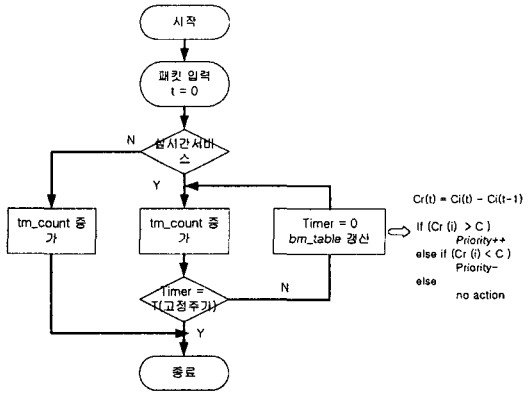 시작
패킷 입력
t = 0
N
실시간서비
스
Y
tm_count 증
가
tm_count 증
가
Timer = 0
bm_table 갱신
Cr(t) = Ci(t) - Ci(t-1)
If (Cr (i) > C )
Priority++
else if (Cr (i) < C )
Priority-
else
no action
Timer =
T(고정주기)
N
Y
종료